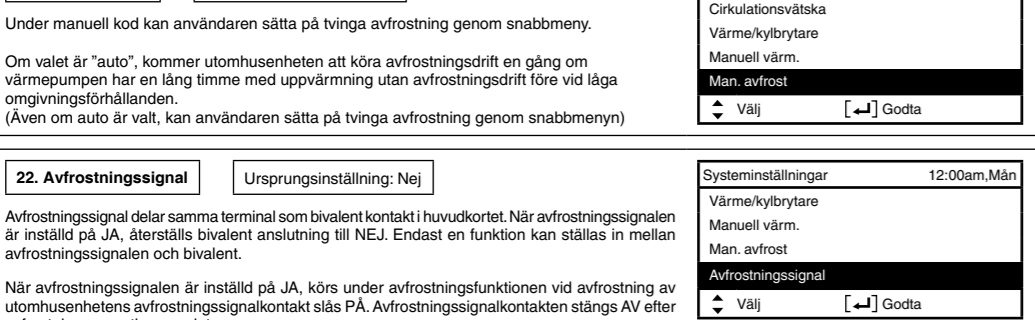 Under manuell kod kan användaren sätta på tvinga avfrostning genom snabbmeny.
Om valet är ”auto”, kommer utomhusenheten att köra avfrostningsdrift en gång om
värmepumpen har en lång timme med uppvärmning utan avfrostningsdrift före vid låga
omgivningsförhållanden.
(Även om auto är valt, kan användaren sätta på tvinga avfrostning genom snabbmenyn)
Cirkulationsvätska
Värme/kylbrytare
Manuell värm.
Man. avfrost
Välj [↵] Godta
22. Avfrostningssignal Ursprungsinställning: Nej
Avfrostningssignal delar samma terminal som bivalent kontakt i huvudkortet. När avfrostningssignalen
är inställd på JA, återställs bivalent anslutning till NEJ. Endast en funktion kan ställas in mellan
avfrostningssignalen och bivalent.
När avfrostningssignalen är inställd på JA, körs under avfrostningsfunktionen vid avfrostning av
utomhusenhetens avfrostningssignalkontakt slås PÅ. Avfrostningssignalkontakten stängs AV efter
Systeminställningar 12:00am,Mån
Värme/kylbrytare
Manuell värm.
Man. avfrost
Avfrostningssignal
Välj [↵] Godta